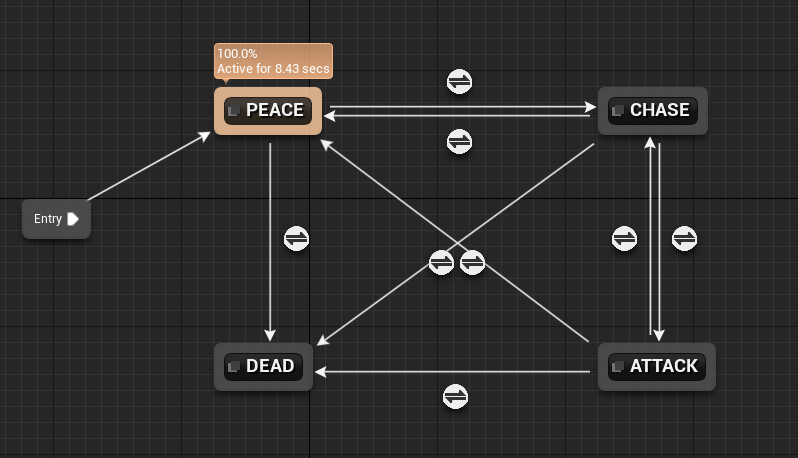 100.0%
Active for 8.43 secs
PEACE
CHASE
Entry
DEAD
ATTACK